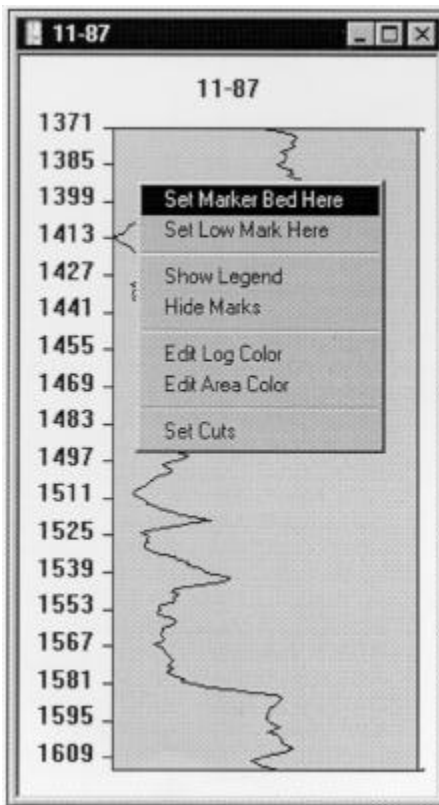 11-87
11-87
1371
1385
1399
Set Marker Bed Here
Set Low Mark Here
1413
1427
Show Legend
Hide Marks
1441
1455
Edit Log Color
Edit Area Color
1469
1483
Set Cuts
1497
1511
1525
1539
1553
1567
1581
1595
1609